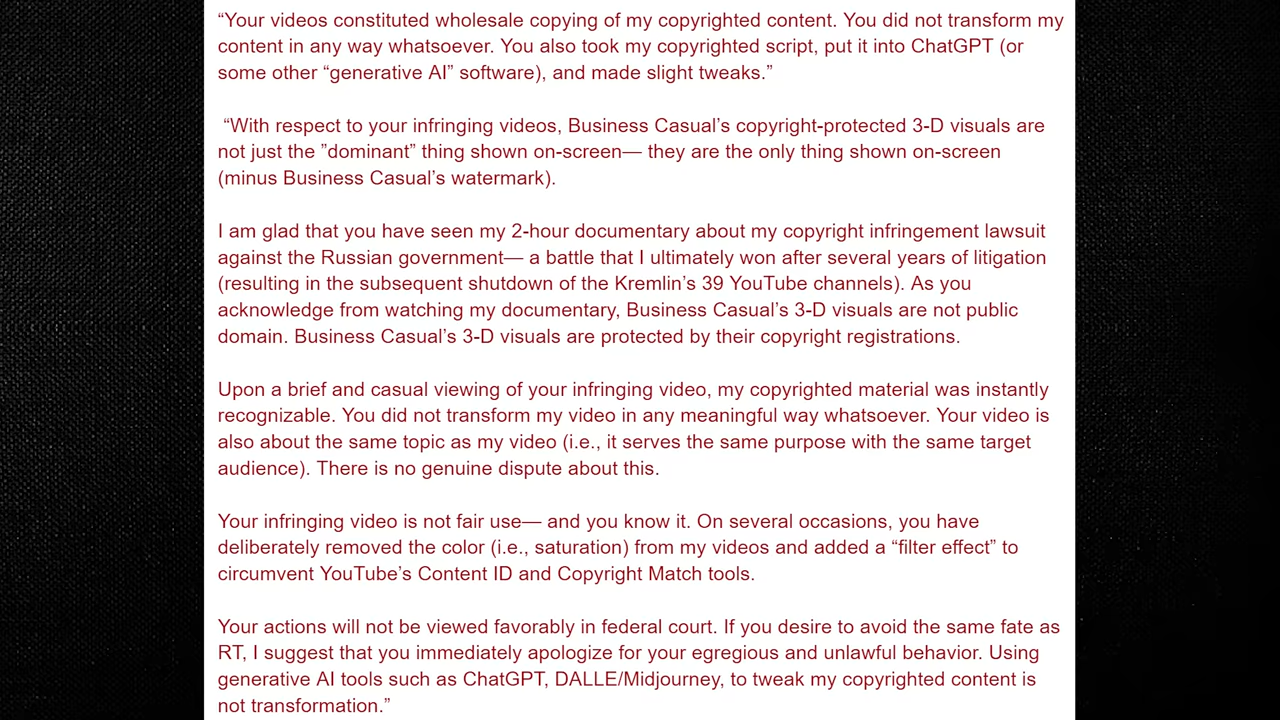 “Your videos constituted wholesale copying of my copyrighted content. You did not transform my
content in any way whatsoever. You also took my copyrighted script, put it into ChatGPT (or
some other “generative AI” software), and made slight tweaks.”
“With respect to your infringing videos, Business Casual’s copyright-protected 3-D visuals are
not just the ”dominant” thing shown on-screen— they are the only thing shown on-screen
(minus Business Casual’s watermark).
I am glad that you have seen my 2-hour documentary about my copyright infringement lawsuit
against the Russian government— a battle that I ultimately won after several years of litigation
(resulting in the subsequent shutdown of the Kremlin’s 39 YouTube channels). As you
acknowledge from watching my documentary, Business Casual’s 3-D visuals are not public
domain. Business Casual’s 3-D visuals are protected by their copyright registrations.
Upon a brief and casual viewing of your infringing video, my copyrighted material was instantly
recognizable. You did not transform my video in any meaningful way whatsoever. Your video is
also about the same topic as my video (i.e., it serves the same purpose with the same target
audience). There is no genuine dispute about this.
Your infringing video is not fair use— and you know it. On several occasions, you have
deliberately removed the color (i.e., saturation) from my videos and added a “filter effect” to
circumvent YouTube’s Content ID and Copyright Match tools.
Your actions will not be viewed favorably in federal court. If you desire to avoid the same fate as
RT, I suggest that you immediately apologize for your egregious and unlawful behavior. Using
generative AI tools such as ChatGPT, DALLE/Midjourney, to tweak my copyrighted content is
not transformation.”